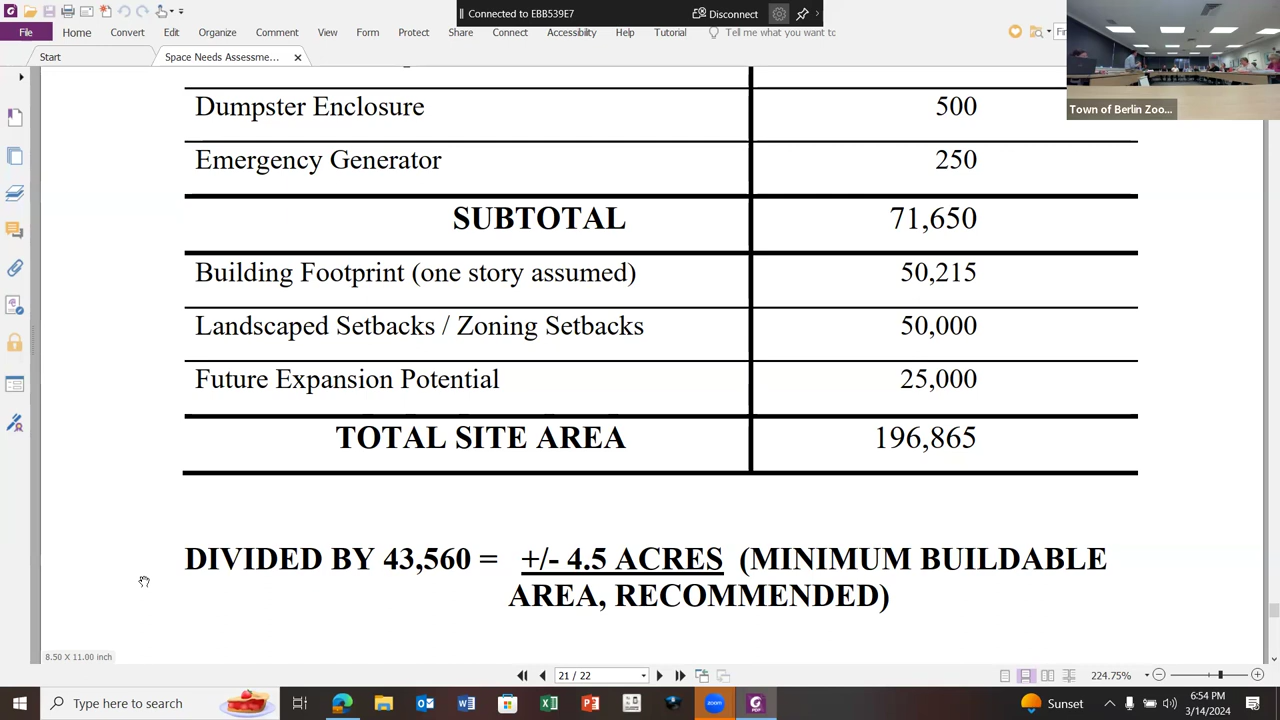 Connected to EBB539E7 Disconnect
File Home Convert Edit Organize Comment View Form Protect Share Connect Accessibility Help Tutorial Tell me what you want tc
Start Space Needs Assessme...
Town of Berlin Zoo...
Dumpster Enclosure 500
Emergency Generator 250
SUBTOTAL 71,650
Building Footprint (one story assumed) 50,215
Landscaped Setbacks / Zoning Setbacks 50,000
Future Expansion Potential 25,000
TOTAL SITE AREA 196,865
DIVIDED BY 43,560 = +/- 4.5 ACRES (MINIMUM BUILDABLE
AREA, RECOMMENDED)
8.50 X 11.00 inch
21 / 22 224.75%
Type here to search Sunset 6:54 PM
3/14/2024